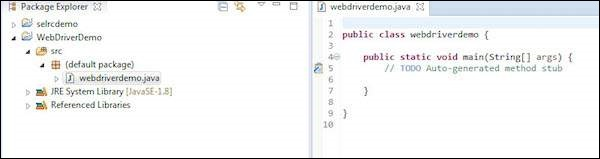 Package Explorer
selrcdemo
WebDriverDemo
src
(default package)
webdriverdemo.java
JRE System Library [JavaSE-1.8]
Referenced Libraries
webdriverdemo.java
1
2 public class webdriverdemo {
3
4 public static void main(String[] args) {
5 // TODO Auto-generated method stub
6
7 }
8
9 }
10